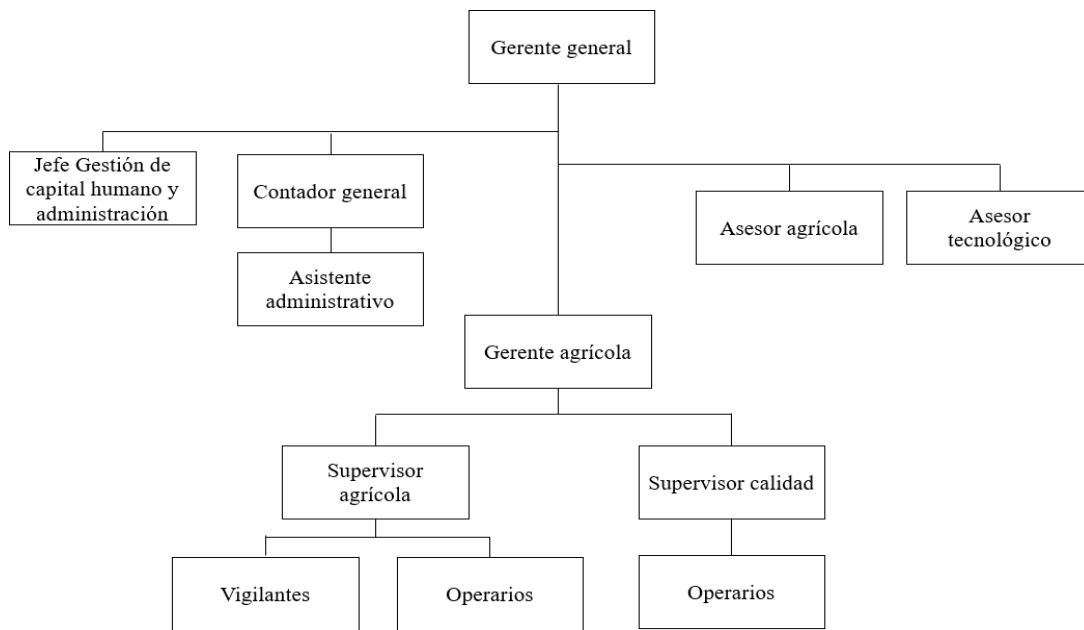 Gerente general
Jefe Gestión de
capital humano y
administración
Contador general
Asesor agrícola
Asesor
tecnológico
Asistente
administrativo
Gerente agrícola
Supervisor
agrícola
Supervisor calidad
Vigilantes
Operarios
Operarios